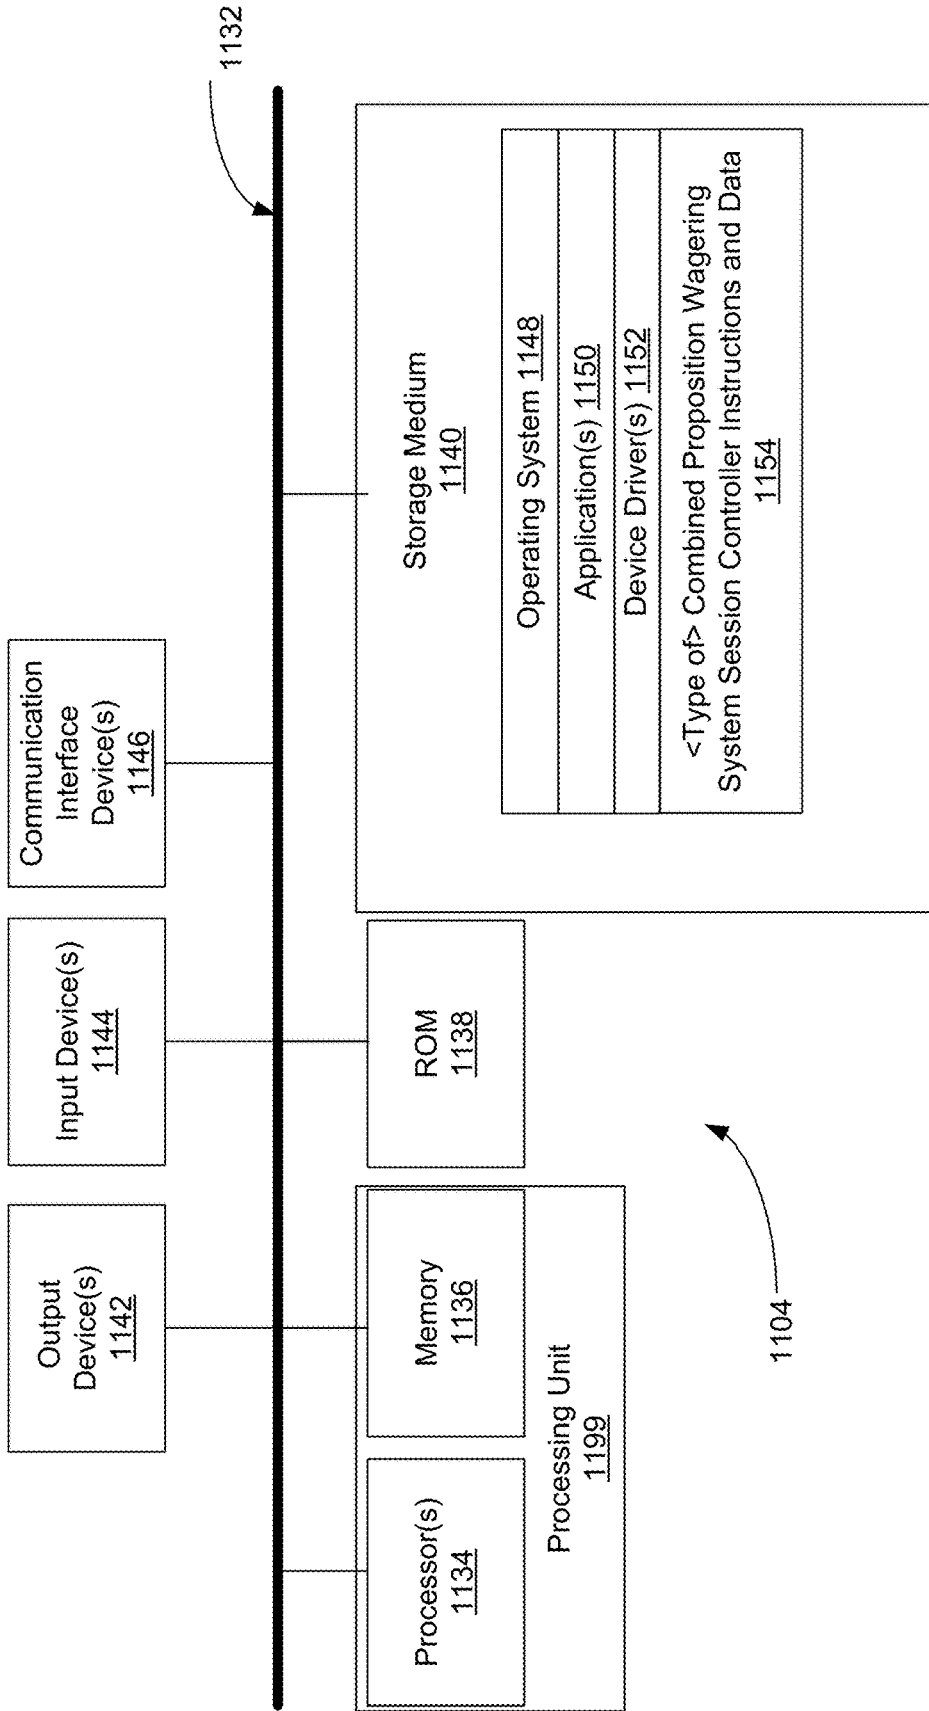 Output
Device(s)
1142
Input Device(s)
1144
Communication
Interface
Device(s)
1146
1132
Processor(s)
1134
Memory
1136
Processing Unit
1199
ROM
1138
Storage Medium
1140
Operating System 1148
Application(s) 1150
Device Driver(s) 1152
<Type of> Combined Proposition Wagering
System Session Controller Instructions and Data
1154
1104